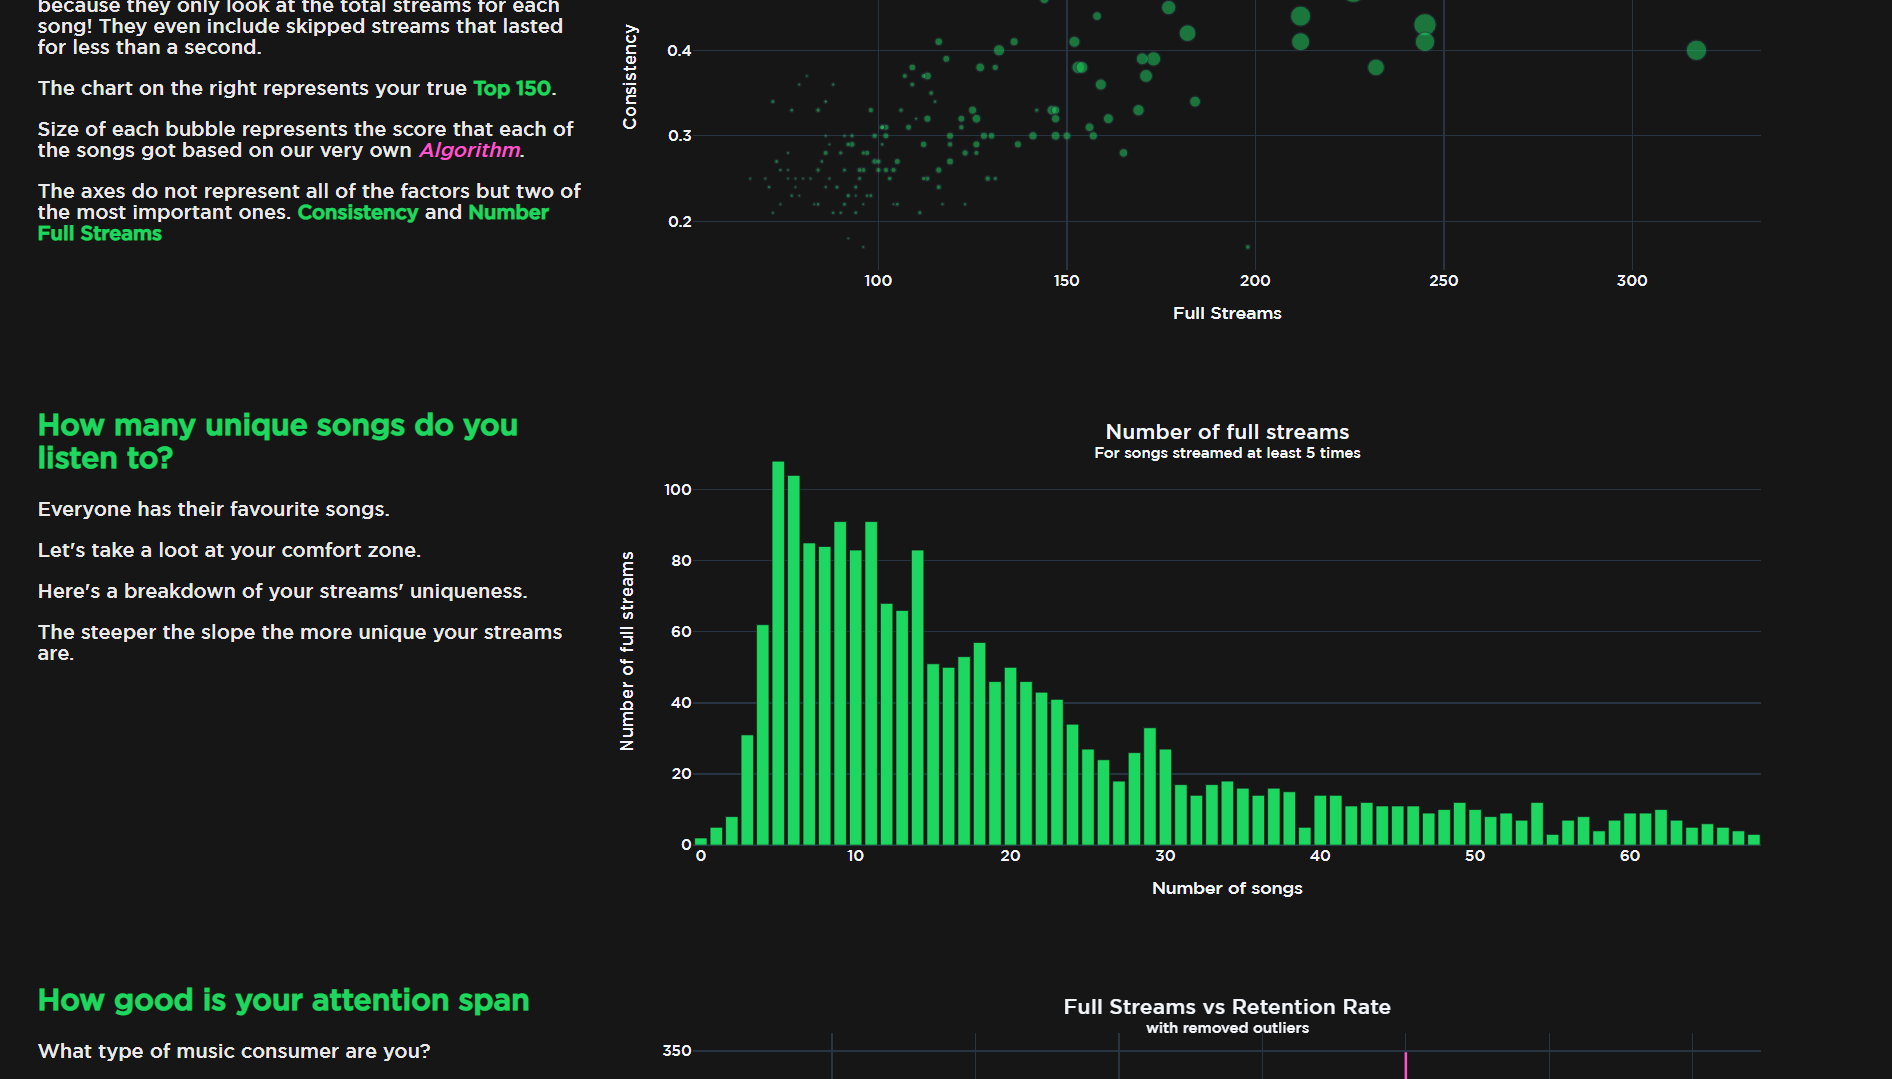 because they only look at the total streams for each
song! They even include skipped streams that lasted
for less than a second.
The chart on the right represents your true Top 150.
Size of each bubble represents the score that each of
the songs got based on our very own Algorithm.
The axes do not represent all of the factors but two of
the most important ones. Consistency and Number
Full Streams
Consistency
0.4
0.3
0.2
100 150 200 250 300
Full Streams
How many unique songs do you
listen to?
Everyone has their favourite songs.
Let's take a loot at your comfort zone.
Here's a breakdown of your streams' uniqueness.
The steeper the slope the more unique your streams
are.
Number of full streams
For songs streamed at least 5 times
Number of full streams
100
80
60
40
20
0
0 10 20 30 40 50 60
Number of songs
How good is your attention span
What type of music consumer are you?
Full Streams vs Retention Rate
with removed outliers
350